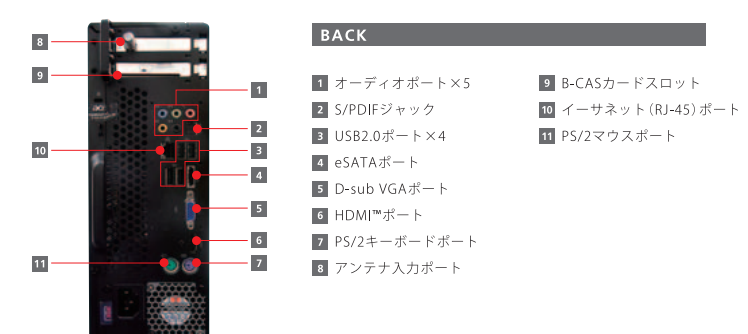 BACK
1 オーディオポート×5
2 S/PDIFジャック
3 USB2.0ポート×4
4 eSATAポート
5 D-sub VGAポート
6 HDMI™ポート
7 PS/2キーボードポート
8 アンテナ入力ポート
9 B-CASカードスロット
10 イーサネット（RJ-45）ポート
11 PS/2マウスポート
8
9
1
2
10
3
4
5
6
11
7